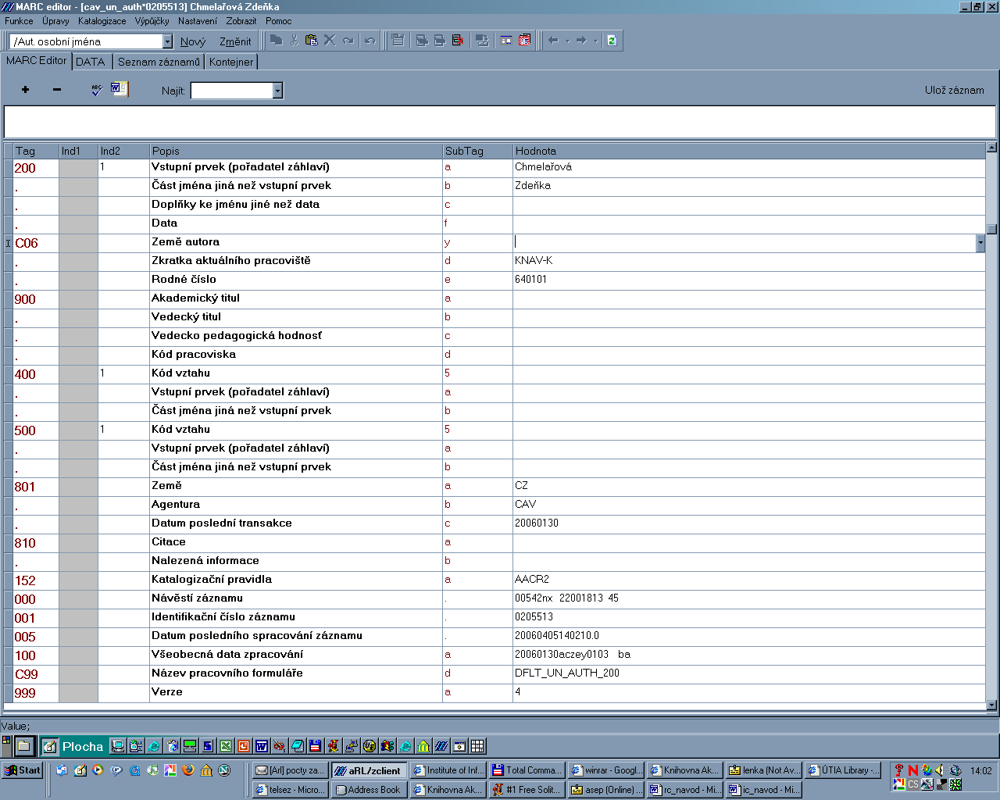 MARC editor - [cav_un_auth*0205513] Chmelařová Zdeňka
Funkce Úpravy Katalogizace Výpůjčky Nastavení Zobrazit Pomoc
/Aut. osobní jména Nový Změnit
MARC Editor DATA Seznam záznamů Kontejner
+ - ABC W Najít: Ulož záznam
Tag Ind1 Ind2 Popis SubTag Hodnota
200 1 Vstupní prvek (pořadatel záhlaví) a Chmelařová
. Část jména jiná než vstupní prvek b Zdeňka
. Doplňky ke jménu jiné než data c
. Data f
C06 Země autora y
. Zkratka aktuálního pracoviště d KNAV-K
. Rodné číslo e 640101
900 Akademický titul a
. Vedecký titul b
. Vedecko pedagogická hodnosť c
. Kód pracoviska d
400 1 Kód vztahu 5
. Vstupní prvek (pořadatel záhlaví) a
. Část jména jiná než vstupní prvek b
500 1 Kód vztahu 5
. Vstupní prvek (pořadatel záhlaví) a
. Část jména jiná než vstupní prvek b
801 Země a CZ
. Agentura b CAV
. Datum poslední transakce c 20060130
810 Citace a
. Nalezená informace b
152 Katalogizační pravidla a AACR2
000 Návěstí záznamu . 00542nx 22001813 45
001 Identifikační číslo záznamu . 0205513
005 Datum posledního spracování záznamu . 20060405140210.0
100 Všeobecná data zpracování a 20060130aczey0103 ba
C99 Název pracovního formuláře d DFLT_UN_AUTH_200
999 Verze a 4
Value;
Plocha
Start [Arl] pocty za... aRL/zclient Institute of Inf... Total Comma... winrar - Googl... Knihovna Ak... lenka (Not Av... ÚTIA Library -... 14:02
telsez - Micro... Address Book Knihovna Ak... #1 Free Solit... asep (Online) ... rc_navod - Mi... ic_navod - Mi... CS